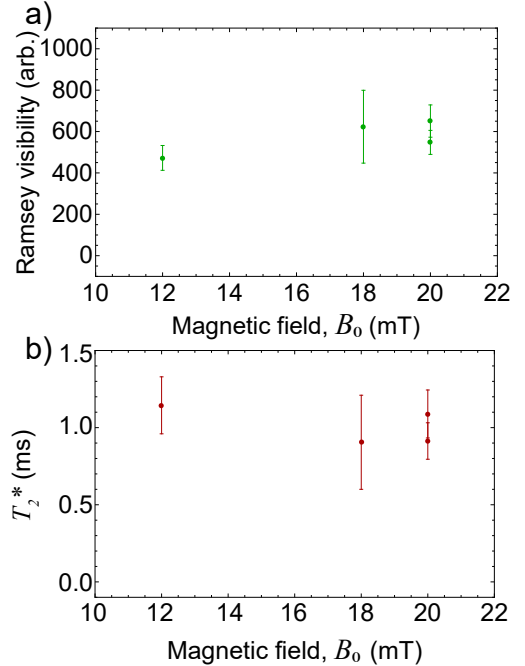 a)
Ramsey visibility (arb.)
1000
800
600
400
200
0
10 12 14 16 18 20 22
Magnetic field, B₀ (mT)
b)
T₂* (ms)
1.5
1.0
0.5
0.0
10 12 14 16 18 20 22
Magnetic field, B₀ (mT)